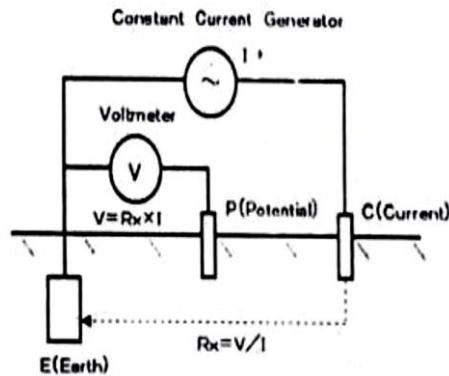 Constant Current Generator
I +
~
Voltmeter
V
V=Rx×I
P(Potential)
C(Current)
Rx=V/I
E(Earth)